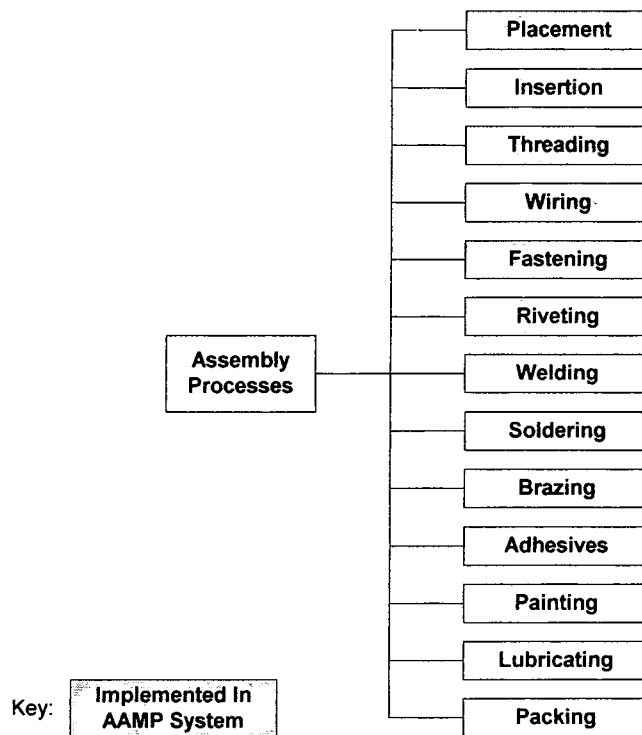 Placement
Insertion
Threading
Wiring
Fastening
Riveting
Assembly
Processes
Welding
Soldering
Brazing
Adhesives
Painting
Lubricating
Packing
Key:
Implemented In
AAMP System